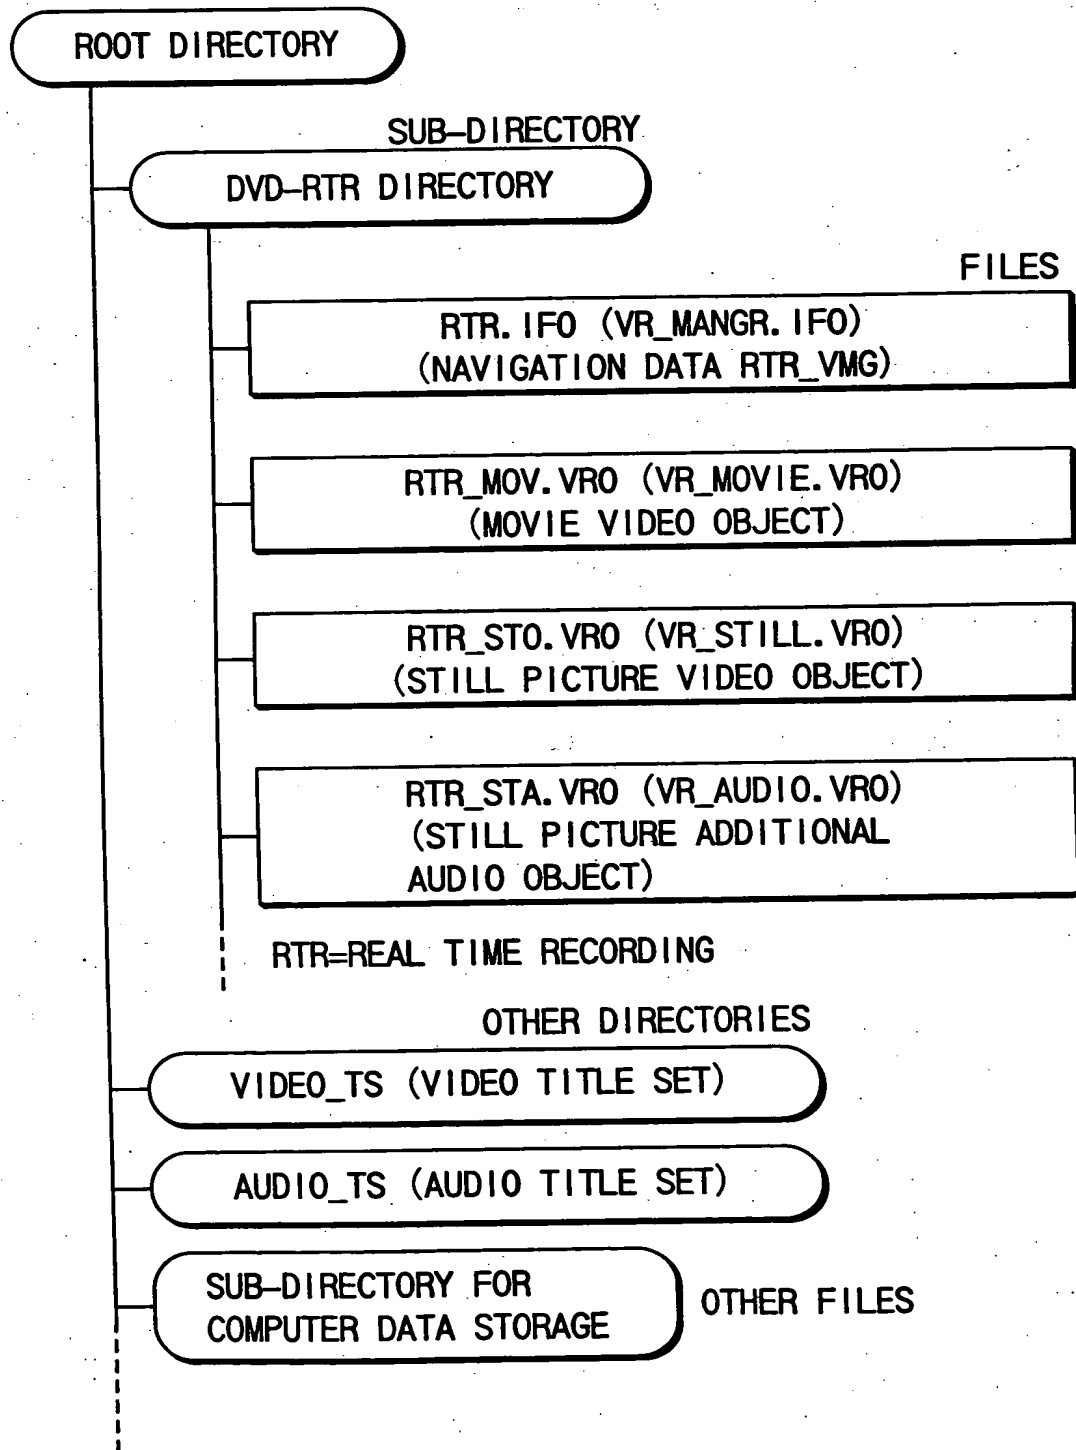 ROOT DIRECTORY
SUB-DIRECTORY
DVD-RTR DIRECTORY
FILES
RTR.IFO (VR_MANGR.IFO)
(NAVIGATION DATA RTR_VMG)
RTR_MOV.VRO (VR_MOVIE.VRO)
(MOVIE VIDEO OBJECT)
RTR_STO.VRO (VR_STILL.VRO)
(STILL PICTURE VIDEO OBJECT)
RTR_STA.VRO (VR_AUDIO.VRO)
(STILL PICTURE ADDITIONAL
AUDIO OBJECT)
RTR=REAL TIME RECORDING
OTHER DIRECTORIES
VIDEO_TS (VIDEO TITLE SET)
AUDIO_TS (AUDIO TITLE SET)
SUB-DIRECTORY FOR
COMPUTER DATA STORAGE
OTHER FILES